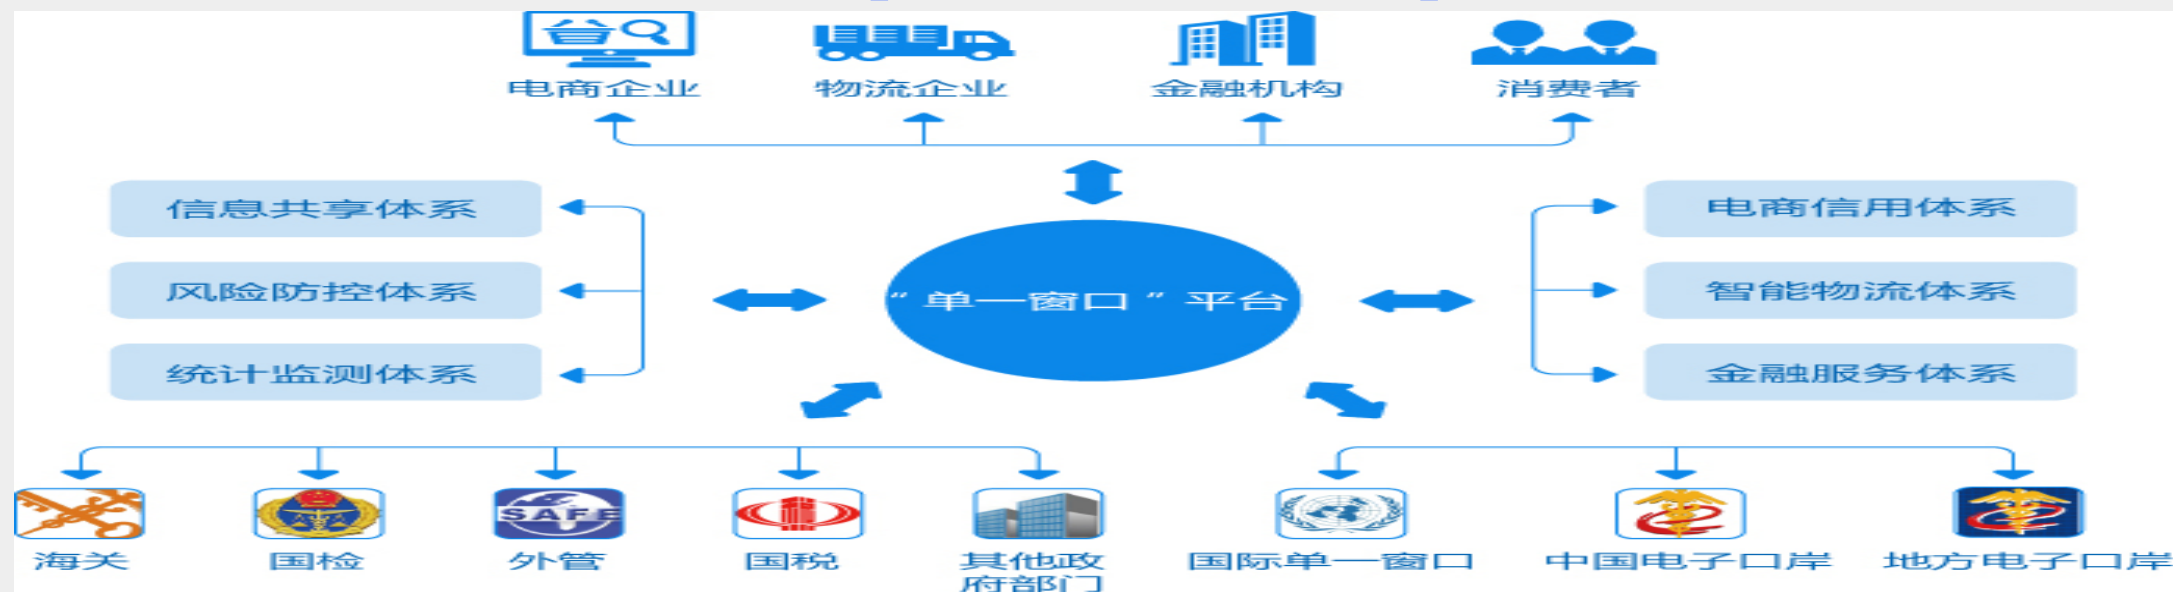 电商企业
物流企业
金融机构
消费者
信息共享体系
风险防控体系
统计监测体系
“单一窗口”平台
电商信用体系
智能物流体系
金融服务体系
SAFE
海关
国检
外管
国税
其他政
府部门
国际单一窗口
中国电子口岸
地方电子口岸